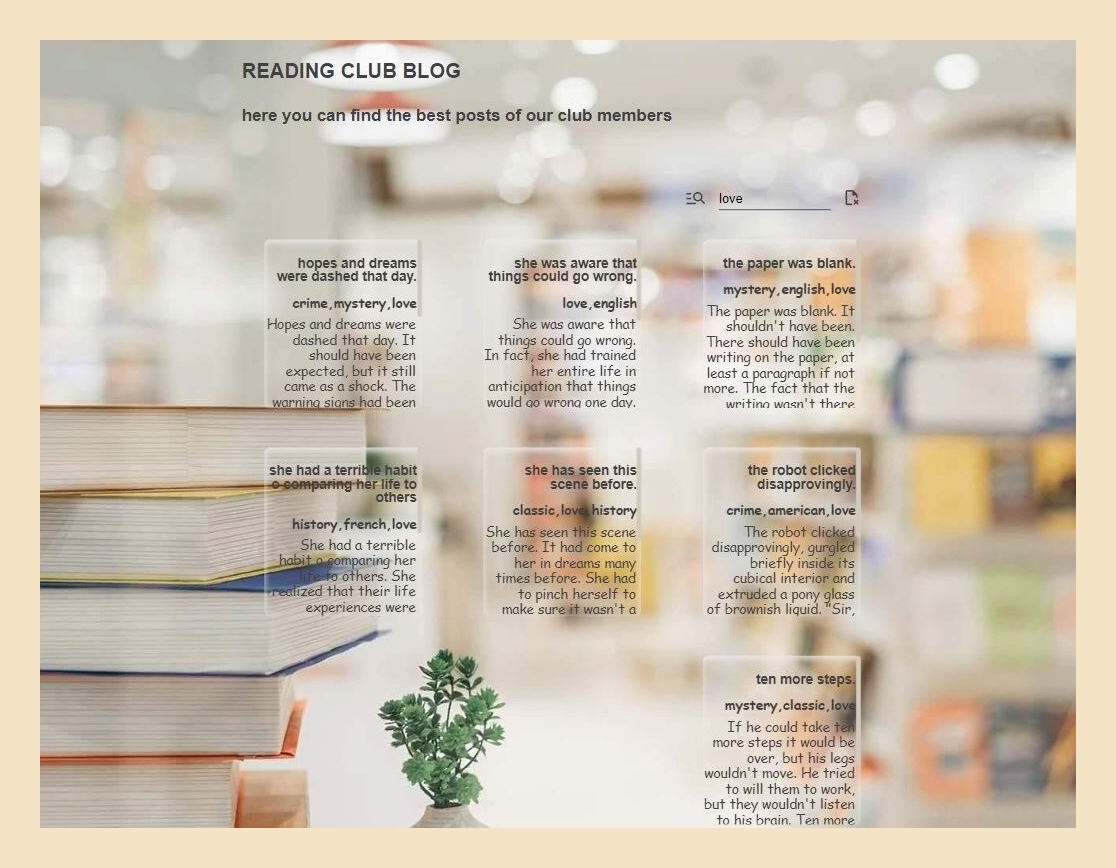 READING CLUB BLOG
here you can find the best posts of our club members
love
hopes and dreams
were dashed that day.
crime,mystery,love
Hopes and dreams were
dashed that day. It
should have been
expected, but it still
came as a shock. The
warning signs had been
she was aware that
things could go wrong.
love,english
She was aware that
things could go wrong.
In fact, she had trained
her entire life in
anticipation that things
would go wrong one day.
the paper was blank.
mystery,english,love
The paper was blank. It
shouldn't have been.
There should have been
writing on the paper, at
least a paragraph if not
more. The fact that the
writing wasn't there
she had a terrible habit
o comparing her life to
others
history,french,love
She had a terrible
habit o comparing her
life to others. She
realized that their life
experiences were
she has seen this
scene before.
classic,love,history
She has seen this scene
before. It had come to
her in dreams many
times before. She had
to pinch herself to
make sure it wasn't a
the robot clicked
disapprovingly.
crime,american,love
The robot clicked
disapprovingly, gurgled
briefly inside its
cubical interior and
extruded a pony glass
of brownish liquid. "Sir,
ten more steps.
mystery,classic,love
If he could take ten
more steps it would be
over, but his legs
wouldn't move. He tried
to will them to work,
but they wouldn't listen
to his brain. Ten more